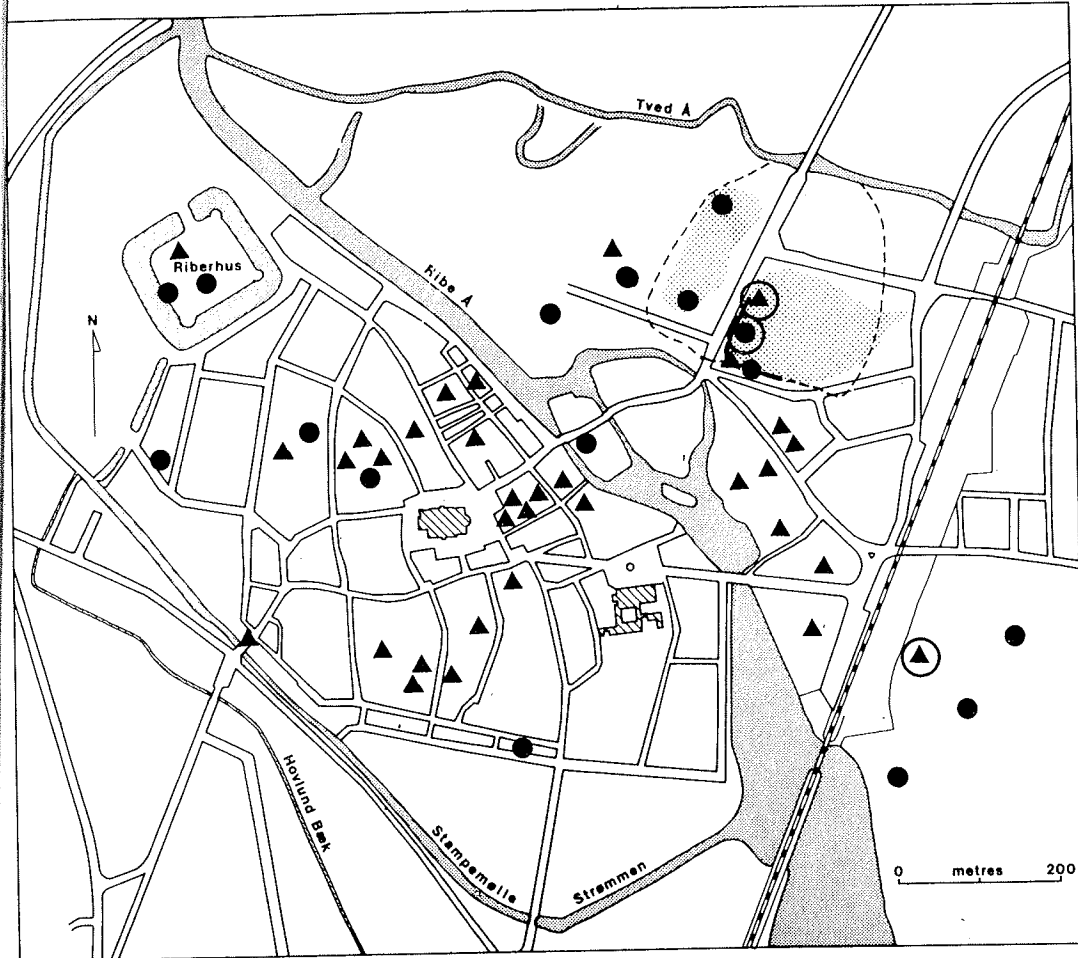 Tved Å
Riberhus
Ribe Å
N
Hovlund Bæk
Stampemølle
Strømmen
0 metres 200